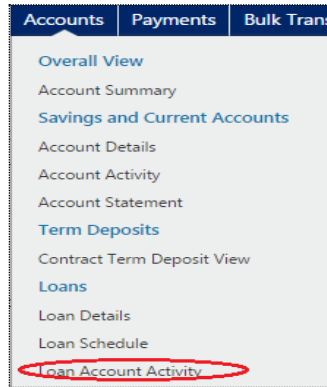 Accounts Payments Bulk Trans
Overall View
Account Summary
Savings and Current Accounts
Account Details
Account Activity
Account Statement
Term Deposits
Contract Term Deposit View
Loans
Loan Details
Loan Schedule
Loan Account Activity